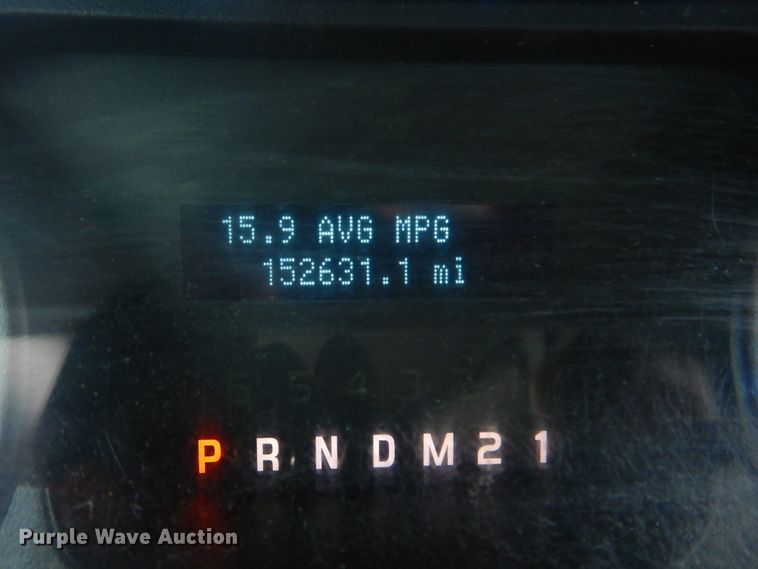 15.9 AVG MPG
152631.1 mi
P R N D M 2 1
Purple Wave Auction